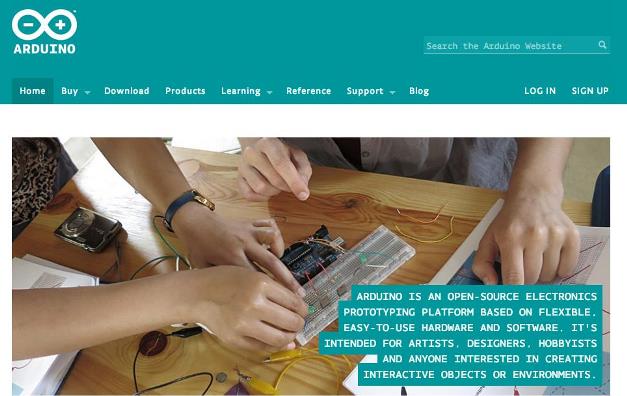 ARDUINO
Search the Arduino Website
Home Buy Download Products Learning Reference Support Blog LOG IN SIGN UP
ARDUINO IS AN OPEN-SOURCE ELECTRONICS
PROTOTYPING PLATFORM BASED ON FLEXIBLE,
EASY-TO-USE HARDWARE AND SOFTWARE. IT'S
INTENDED FOR ARTISTS, DESIGNERS, HOBBYISTS
AND ANYONE INTERESTED IN CREATING
INTERACTIVE OBJECTS OR ENVIRONMENTS.